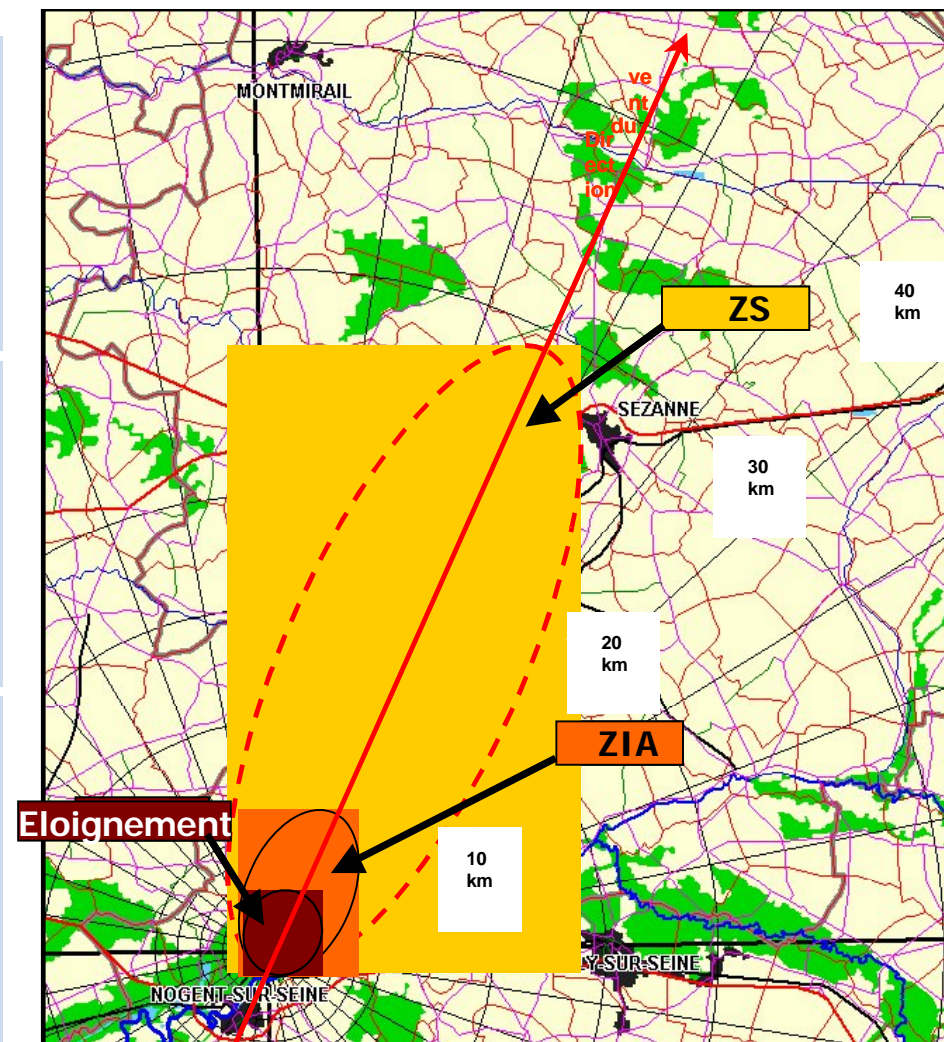 MONTMIRAIL
ve
nt
du
Dir
ect
ion
40
km
ZS
SEZANNE
30
km
20
km
ZIA
Eloignement
10
km
Y-SUR-SEINE
NOGENT-SUR-SEINE